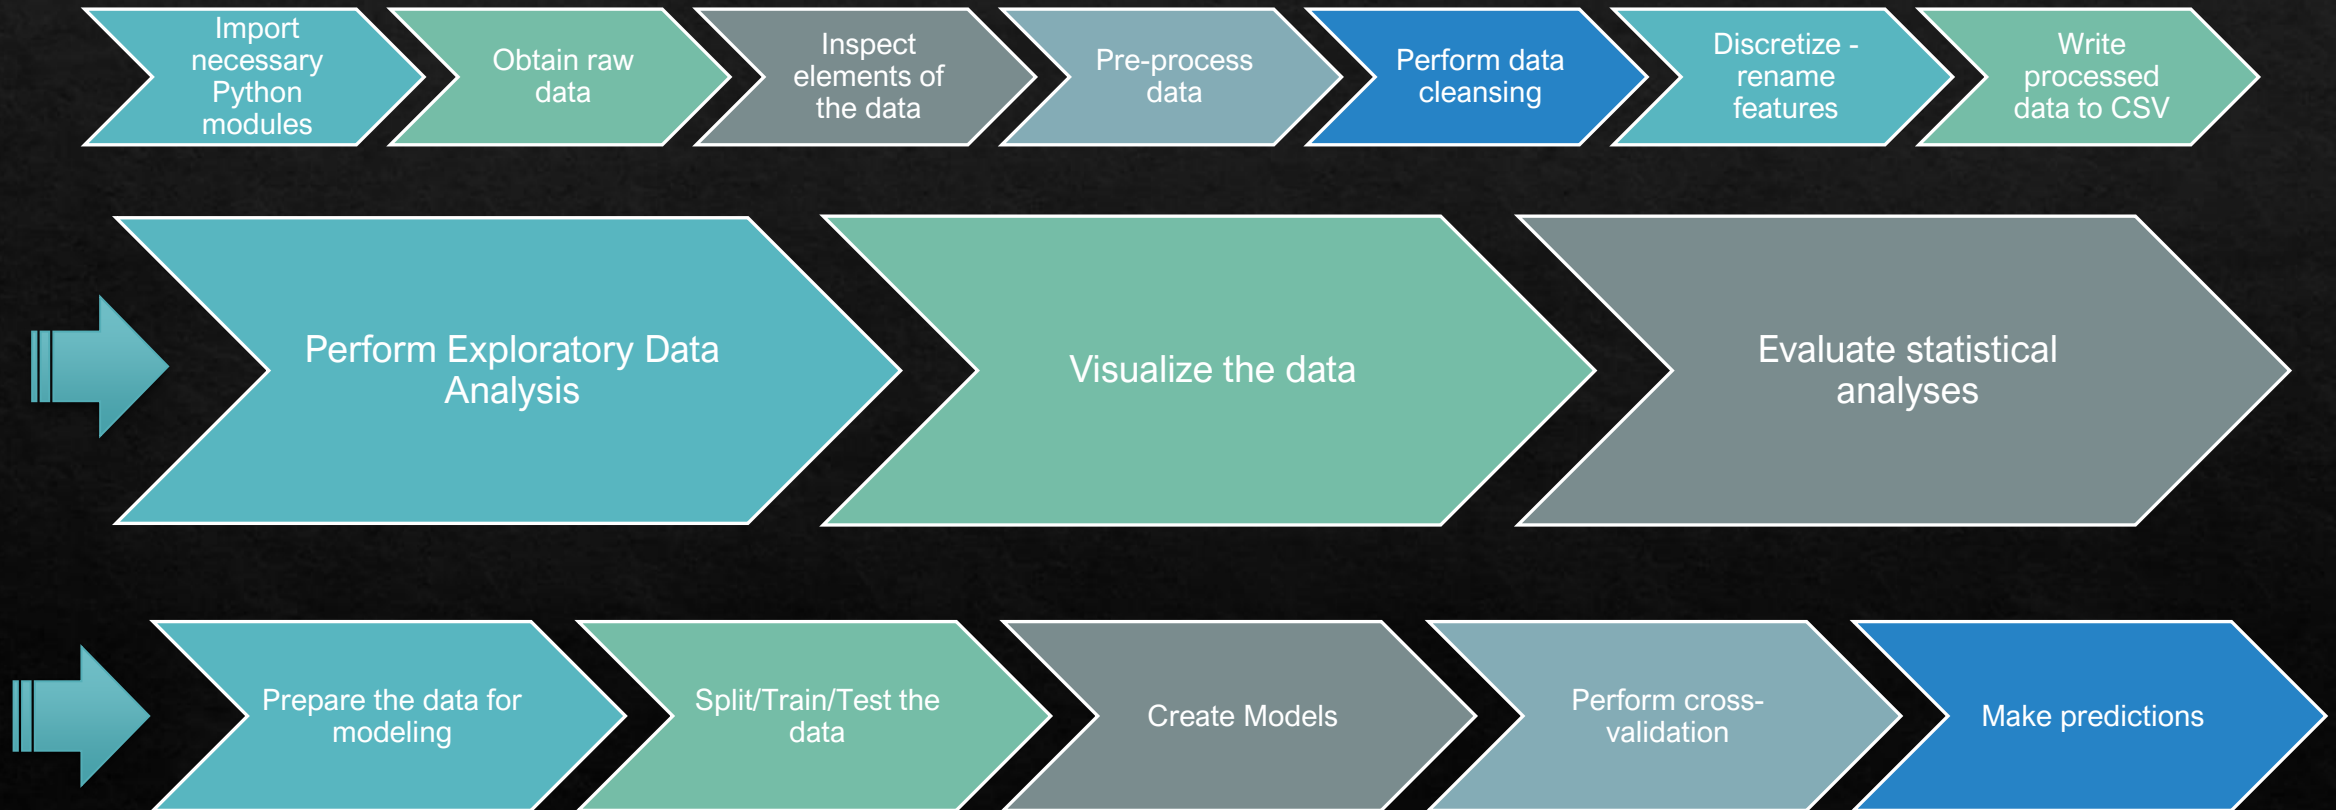 Import
necessary
Python
modules
Obtain raw
data
Inspect
elements of
the data
Pre-process
data
Perform data
cleansing
Discretize -
rename
features
Write
processed
data to CSV
Perform Exploratory Data
Analysis
Visualize the data
Evaluate statistical
analyses
Prepare the data for
modeling
Split/Train/Test the
data
Create Models
Perform cross-
validation
Make predictions